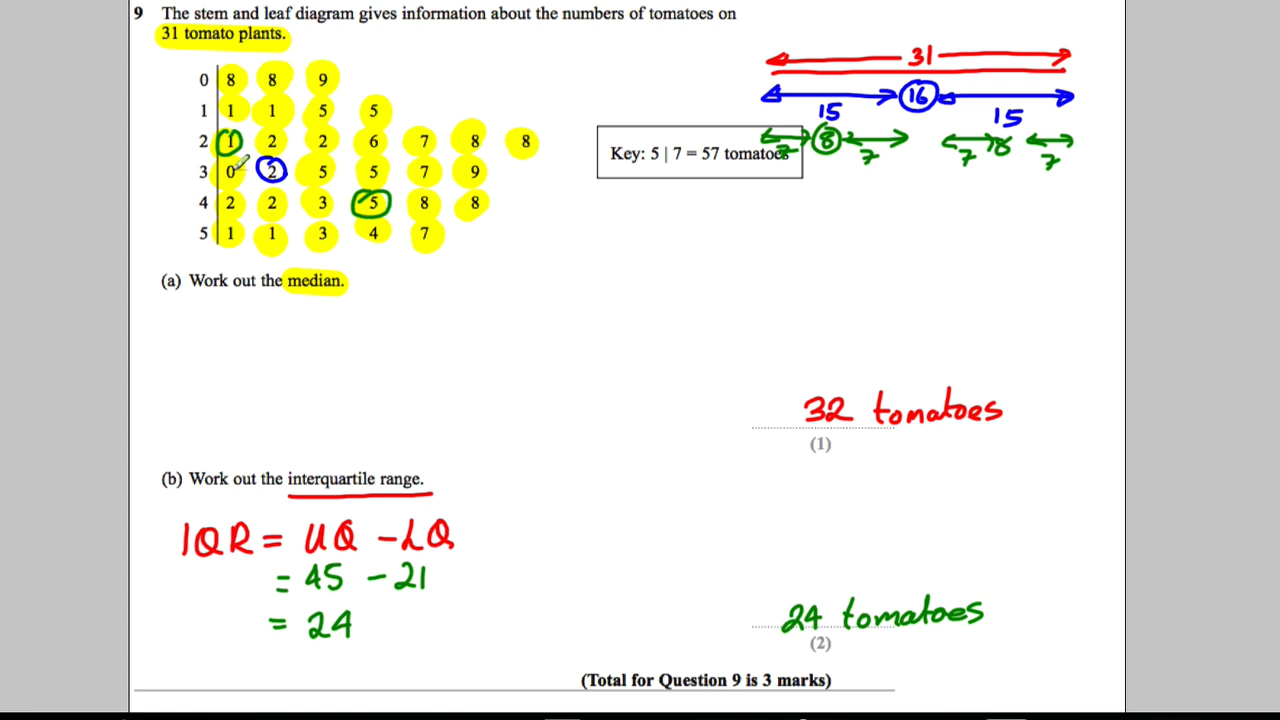 9 The stem and leaf diagram gives information about the numbers of tomatoes on
31 tomato plants.
31
0 8 8 9
16
1 1 1 5 5
15 15
2 1 2 2 6 7 8 8
8 8
Key: 5 | 7 = 57 tomatoes
7 7 7 7
3 0 2 5 5 7 9
4 2 2 3 5 8 8
5 1 1 3 4 7
(a) Work out the median.
32 tomatoes
(1)
(b) Work out the interquartile range.
IQR = UQ - LQ
= 45 - 21
= 24
24 tomatoes
(2)
(Total for Question 9 is 3 marks)